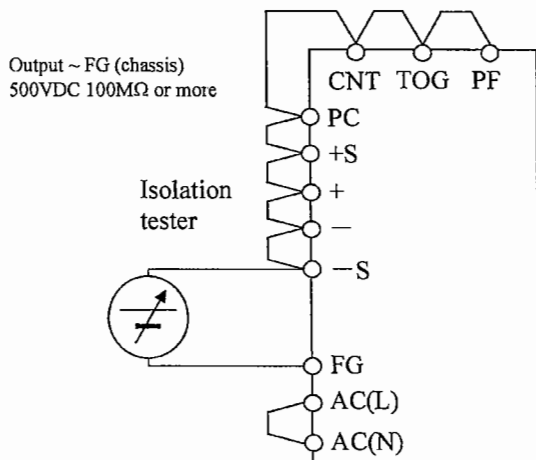 Output ~ FG (chassis)
500VDC 100MΩ or more
CNT TOG PF
PC
+S
+
Isolation
tester
−
−S
FG
AC(L)
AC(N)